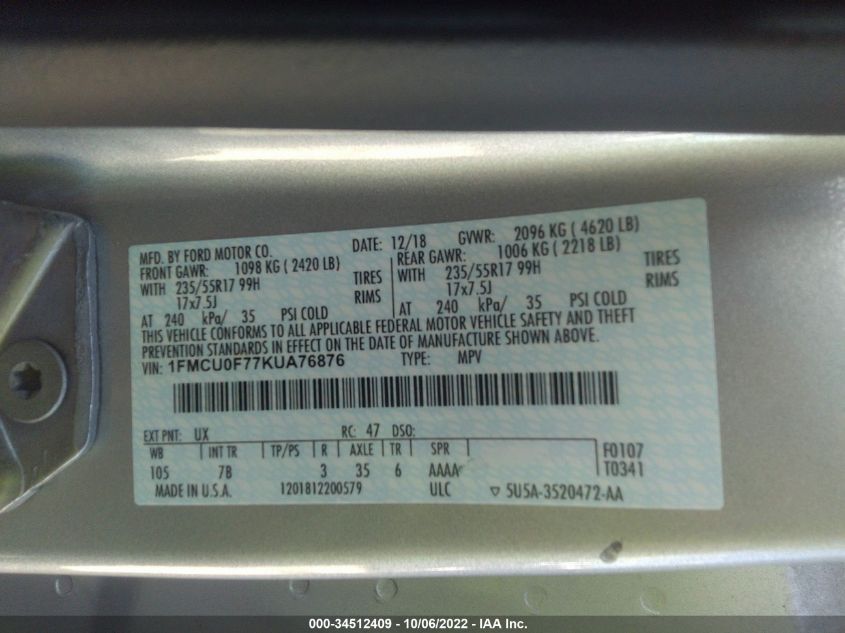 MFD. BY FORD MOTOR CO. DATE: 12/18 GVWR: 2096 KG ( 4620 LB)
FRONT GAWR: 1098 KG ( 2420 LB) REAR GAWR: 1006 KG ( 2218 LB)
WITH 235/55R17 99H TIRES WITH 235/55R17 99H TIRES
17x7.5J RIMS 17x7.5J RIMS
AT 240 kPa/ 35 PSI COLD AT 240 kPa/ 35 PSI COLD
THIS VEHICLE CONFORMS TO ALL APPLICABLE FEDERAL MOTOR VEHICLE SAFETY AND THEFT
PREVENTION STANDARDS IN EFFECT ON THE DATE OF MANUFACTURE SHOWN ABOVE.
VIN: 1FMCU0F77KUA76876 TYPE: MPV
EXT PNT: UX RC: 47 DSO:
WB INT TR TP/PS R AXLE TR SPR F0107
105 78 3 35 6 AAAA T0341
MADE IN U.S.A. 1201812200579 ULC ▽ 5U5A-3520472-AA
000-34512409 - 10/06/2022 - IAA Inc.